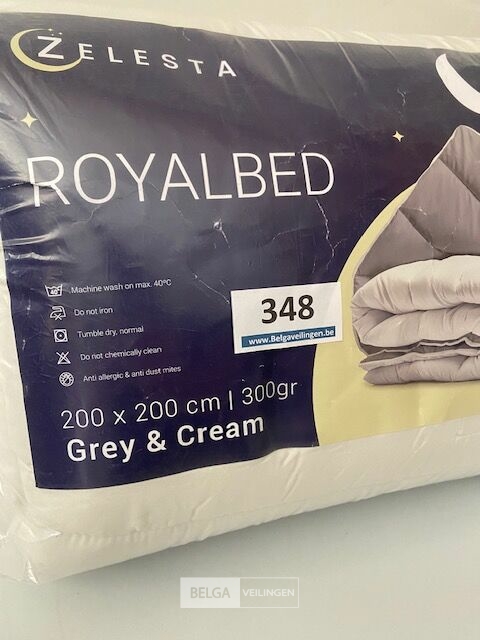 ZELESTA
ROYALBED
40°
Machine wash on max. 40°C
Do not iron
Tumble dry, normal
Do not chemically clean
Anti allergic & anti dust mites
348
www.Belgaveilingen.be
200 x 200 cm | 300gr
Grey & Cream
BELGA VEILINGEN